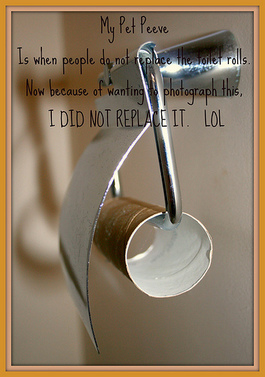 My Pet Peeve
Is when people do not replace the toilet rolls.
Now because of wanting to photograph this,
I DID NOT REPLACE IT. LOL